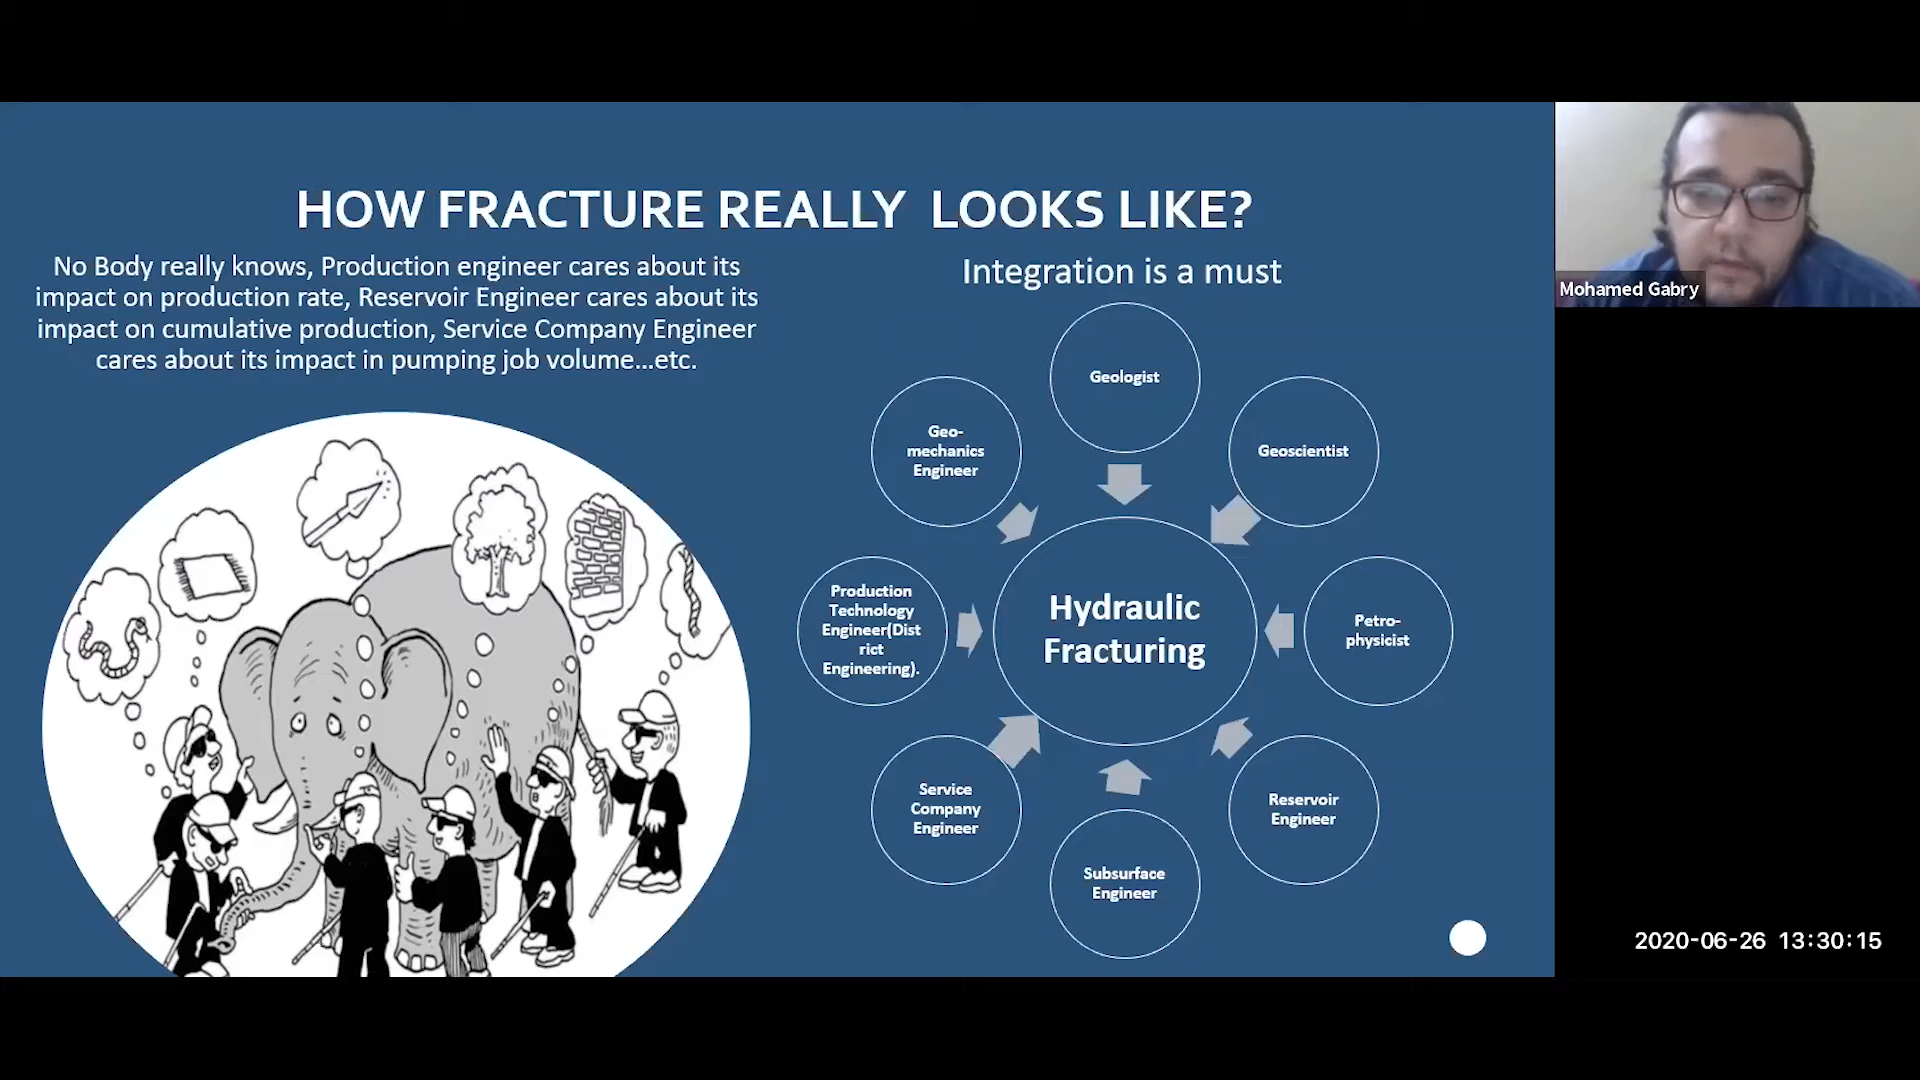 HOW FRACTURE REALLY LOOKS LIKE?
No Body really knows, Production engineer cares about its
impact on production rate, Reservoir Engineer cares about its
impact on cumulative production, Service Company Engineer
cares about its impact in pumping job volume...etc.
Integration is a must
Geologist
Geoscientist
Petro-
physicist
Reservoir
Engineer
Subsurface
Engineer
Service
Company
Engineer
Production
Technology
Engineer(Dist
rict
Engineering).
Geo-
mechanics
Engineer
Hydraulic
Fracturing
Mohamed Gabry
2020-06-26 13:30:15